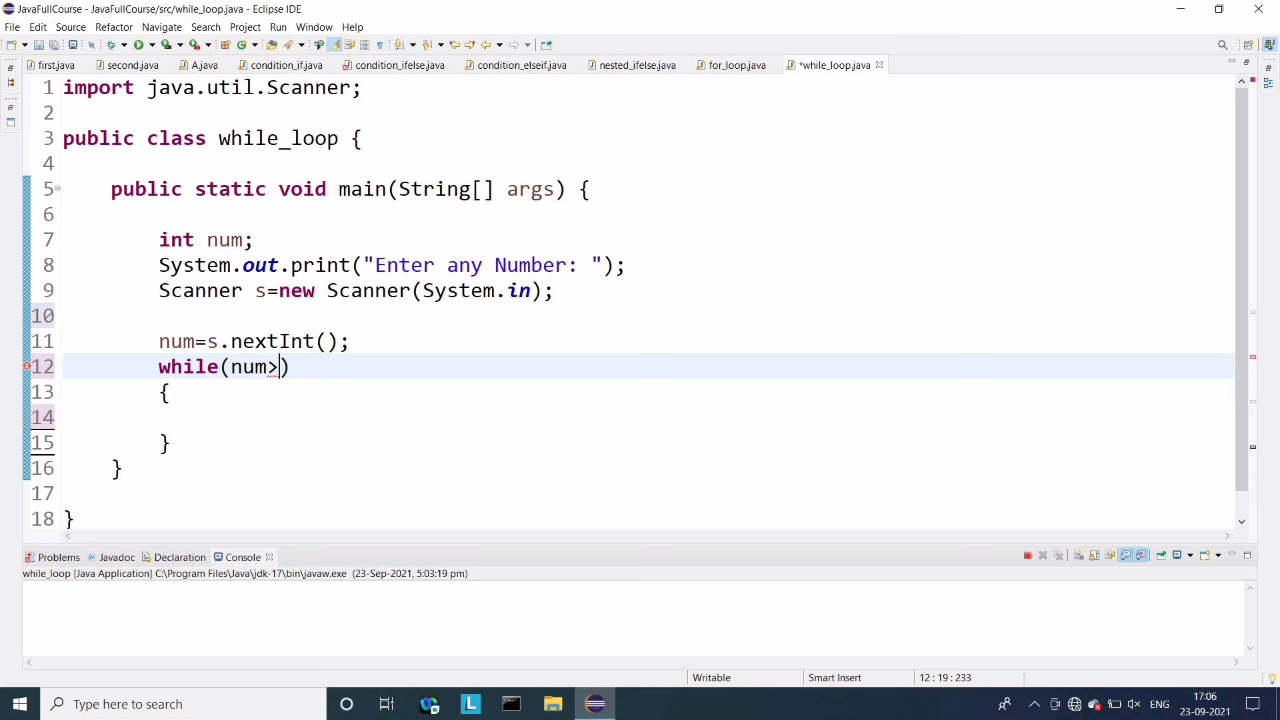 JavaFullCourse/src/while_loop.java - Eclipse IDE
File Edit Source Refactor Navigate Search Project Run Window Help
first.java second.java A.java condition_if.java condition_ifelse.java condition_elseif.java nested_ifelse.java for_loop.java *while_loop.java
1 import java.util.Scanner;
2
3 public class while_loop {
4
5 public static void main(String[] args) {
6
7 int num;
8 System.out.print("Enter any Number: ");
9 Scanner s=new Scanner(System.in);
10
11 num=s.nextInt();
12 while(num>)
13 {
14
15 }
16 }
17
18 }
Problems Javadoc Declaration Console
while_loop [Java Application] C:\Program Files\Java\jdk-17\bin\javaw.exe (23-Sep-2021, 5:03:19 pm)
Writable Smart Insert 12 : 19 : 233
Type here to search L ENG 17:06
23-09-2021